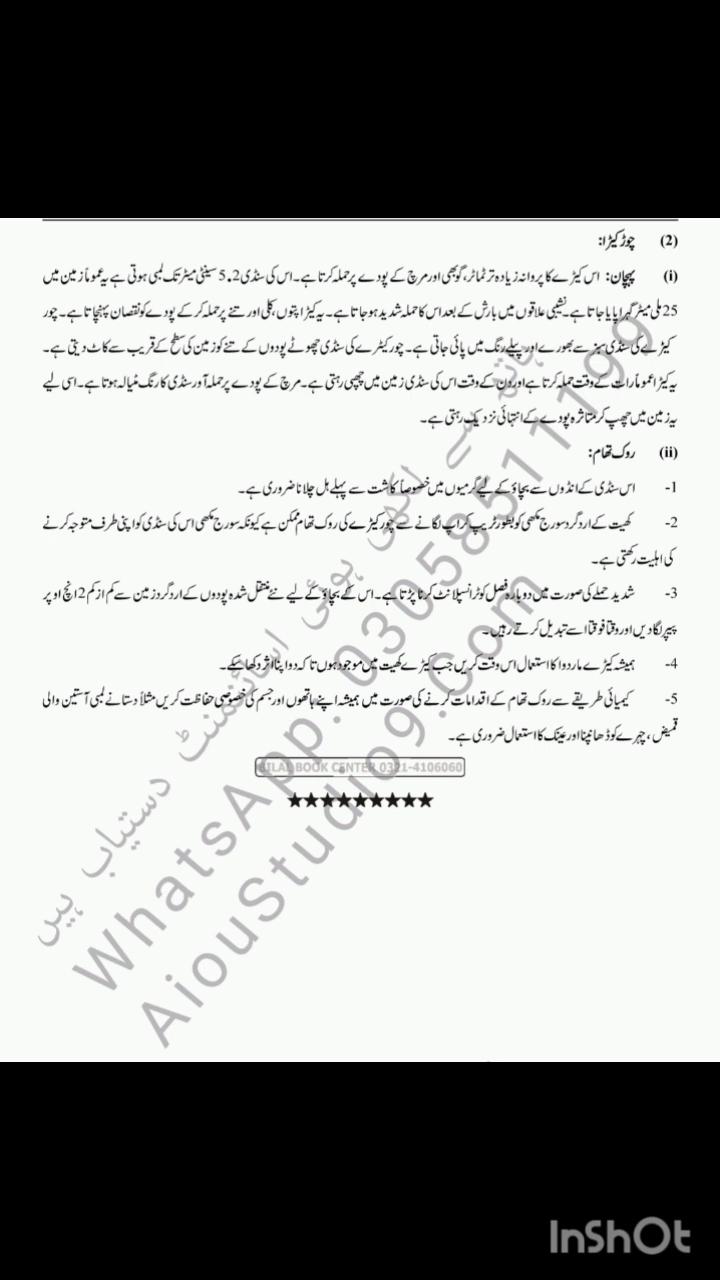 (2) چوڑ کیڑا:
(i) پہچان: اس کیڑے کا پروانہ زیادہ تر ٹماٹر، گوبھی اور مرچ کے پودے پر حملہ کرتا ہے۔ اس کی سنڈی 5.2 سینٹی میٹر تک لمبی ہوتی ہے یہ عموماً زمین میں
25 ملی میٹر گہرا پایا جاتا ہے۔ نشیبی علاقوں میں بارش کے بعد اس کا حملہ شدید ہو جاتا ہے۔ یہ کیڑا پتوں، کلی اور تنے پر حملہ کر کے پودے کو نقصان پہنچاتا ہے۔ چور
کیڑے کی سنڈی سبز سے بھورے اور پیلے رنگ میں پائی جاتی ہے۔ چور کیڑے کی سنڈی چھوٹے پودوں کے تنے کو زمین کی سطح کے قریب سے کاٹ دیتی ہے۔
یہ کیڑا عموماً رات کے وقت حملہ کرتا ہے اور دن کے وقت اس کی سنڈی زمین میں چھپی رہتی ہے۔ مرچ کے پودے پر حملہ آور سنڈی کا رنگ مٹیالہ ہوتا ہے۔ اسی لیے
یہ زمین میں چھپ کر متاثرہ پودے کے انتہائی نزدیک رہتی ہے۔
(ii) روک تھام:
1- اس سنڈی کے انڈوں سے بچاؤ کے لیے گرمیوں میں خصوصاً کاشت سے پہلے ہل چلانا ضروری ہے۔
2- کھیت کے ارد گرد سورج مکھی کو بطور ٹریپ کراپ لگانے سے چور کیڑے کی روک تھام ممکن ہے کیونکہ سورج مکھی اس کی سنڈی کو اپنی طرف متوجہ کرنے
کی اہلیت رکھتی ہے۔
3- شدید حملے کی صورت میں دوبارہ فصل کو ٹرانسپلانٹ کرنا پڑتا ہے۔ اس کے بچاؤ کے لیے نئے منتقل شدہ پودوں کے ارد گرد زمین سے کم از کم 2 انچ اوپر
پیپر لگا دیں اور وقتاً فوقتاً اسے تبدیل کرتے رہیں۔
4- ہمیشہ کیڑے مار دوا کا استعمال اس وقت کریں جب کیڑے کھیت میں موجود ہوں تاکہ دوا اپنا اثر دکھا سکے۔
5- کیمیائی طریقے سے روک تھام کے اقدامات کرنے کی صورت میں ہمیشہ اپنے ہاتھوں اور جسم کی خصوصی حفاظت کریں مثلاً دستانے لمبی آستین والی
قمیض، چہرے کو ڈھانپنا اور عینک کا استعمال ضروری ہے۔
BILAL BOOK CENTER 0321-4106060
★★★★★★★★★
ہاتھ سے لکھی ہوئی اسائنمنٹ دستیاب ہیں
WhatsApp: 03058511199
AiouStudio9.Com
InShOt